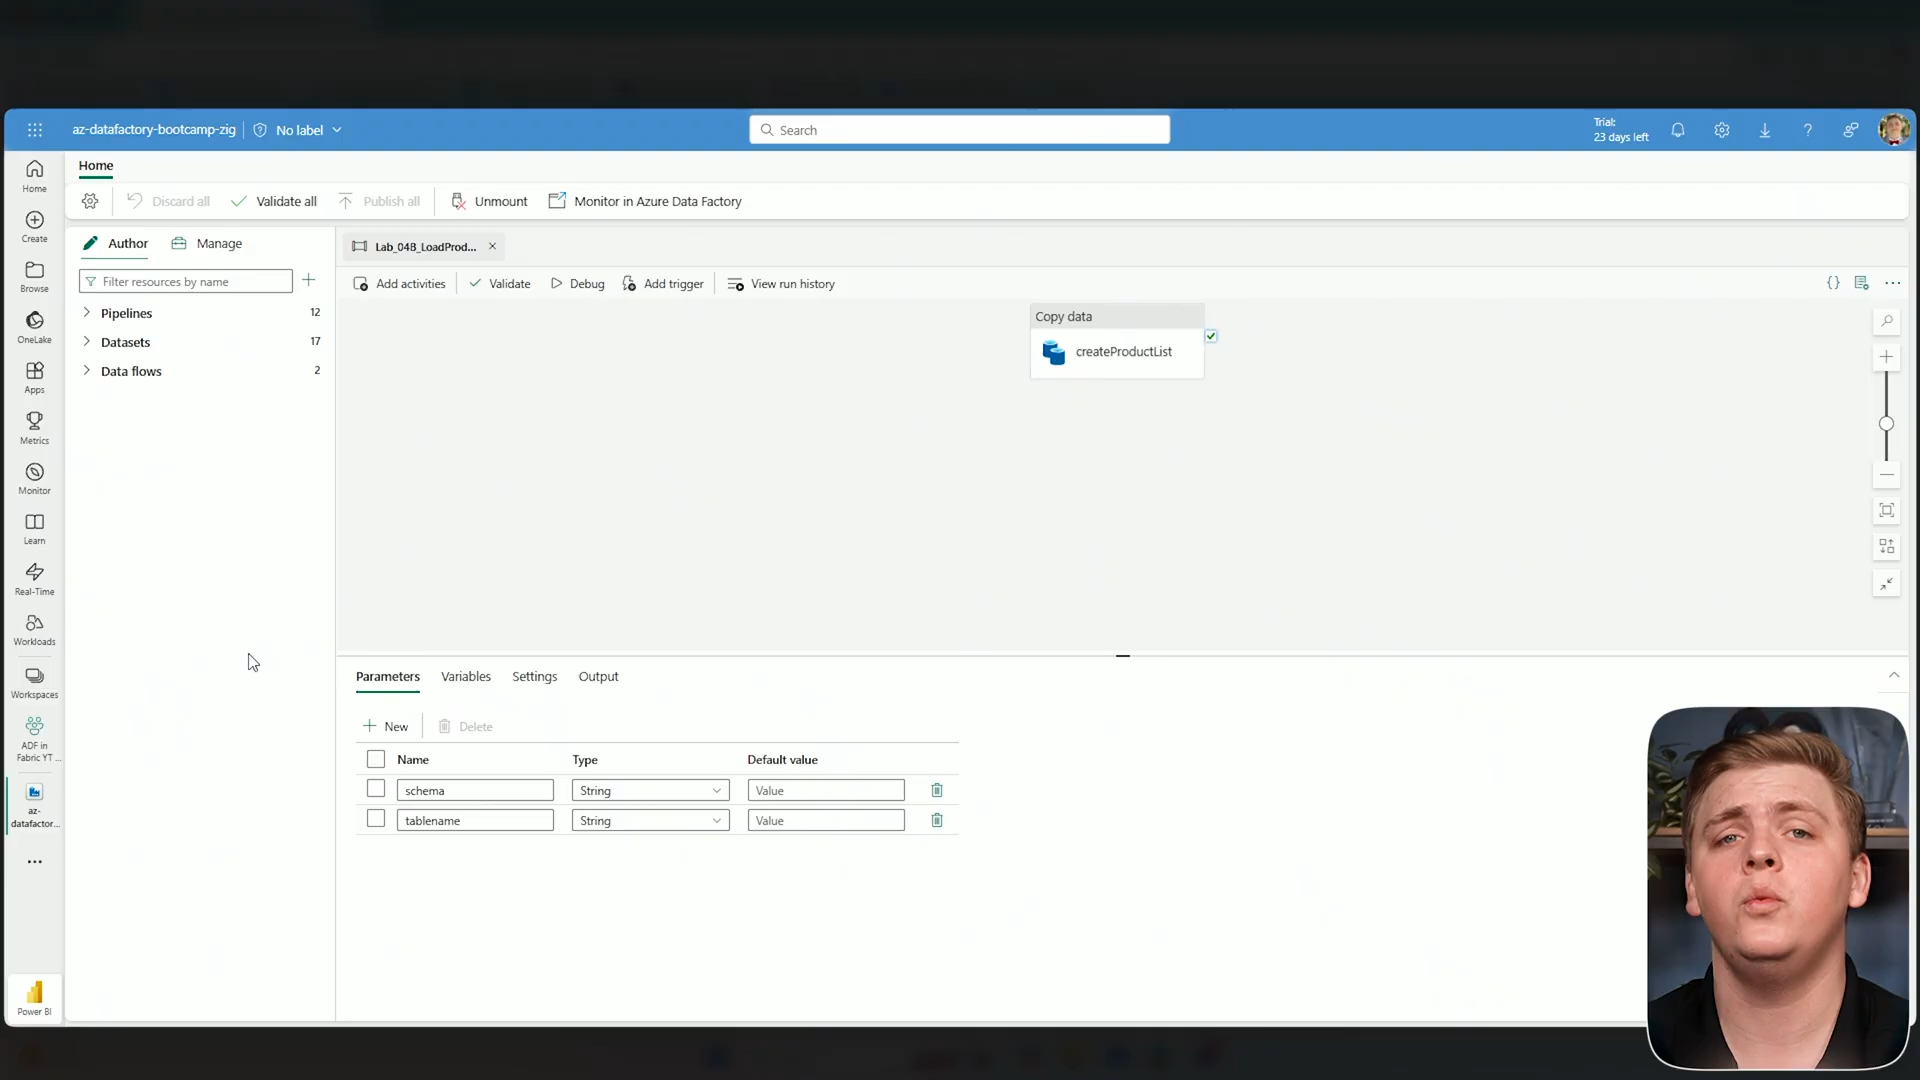 az-datafactory-bootcamp-zig
No label
Search
Trial:
23 days left
Home
Home
Discard all
Validate all
Publish all
Unmount
Monitor in Azure Data Factory
Create
Browse
OneLake
Apps
Metrics
Monitor
Learn
Real-Time
Workloads
Workspaces
ADF in
Fabric YT ...
az-
datafactor...
Power BI
Author
Manage
Filter resources by name
Pipelines 12
Datasets 17
Data flows 2
Lab_04B_LoadProd...
Add activities
Validate
Debug
Add trigger
View run history
Copy data
createProductList
Parameters
Variables
Settings
Output
New
Delete
Name Type Default value
schema String Value
tablename String Value